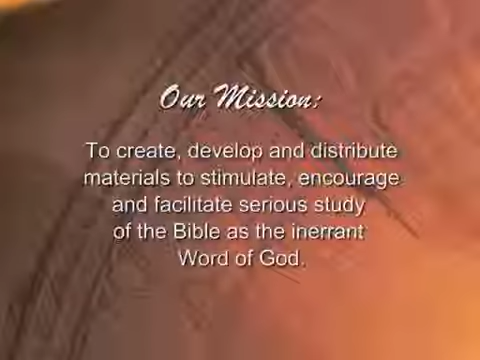 Our Mission:
To create, develop and distribute
materials to stimulate, encourage
and facilitate serious study
of the Bible as the inerrant
Word of God.